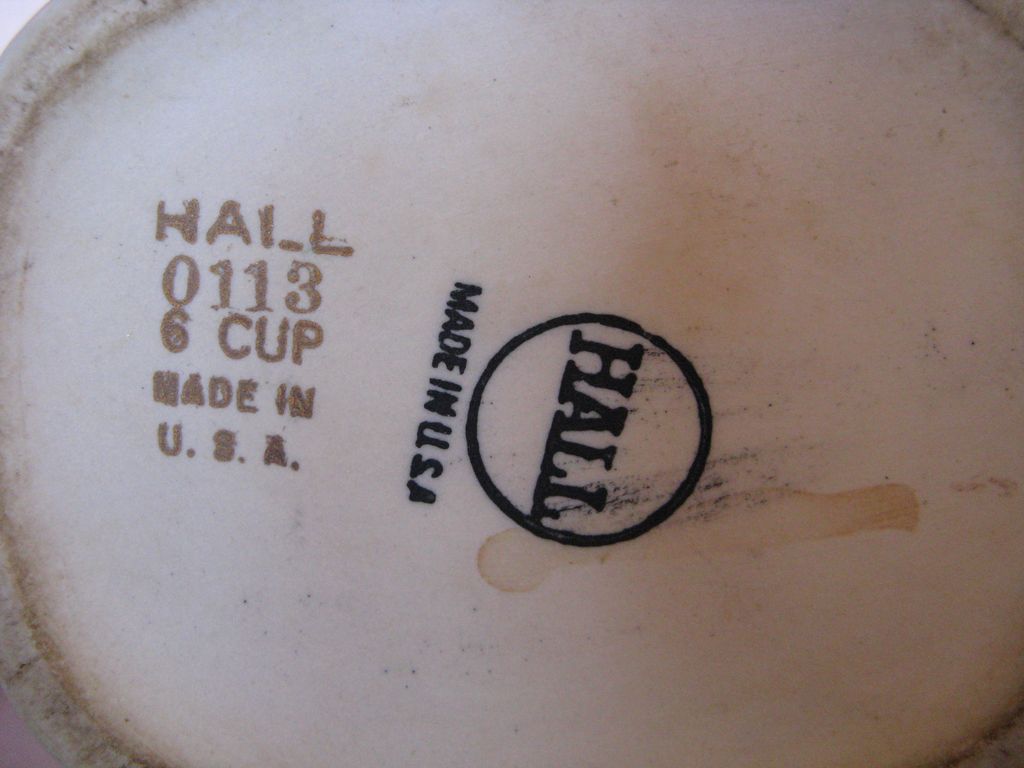 HALL
0113
6 CUP
MADE IN
U. S. A.
HALL
MADE IN U.S.A